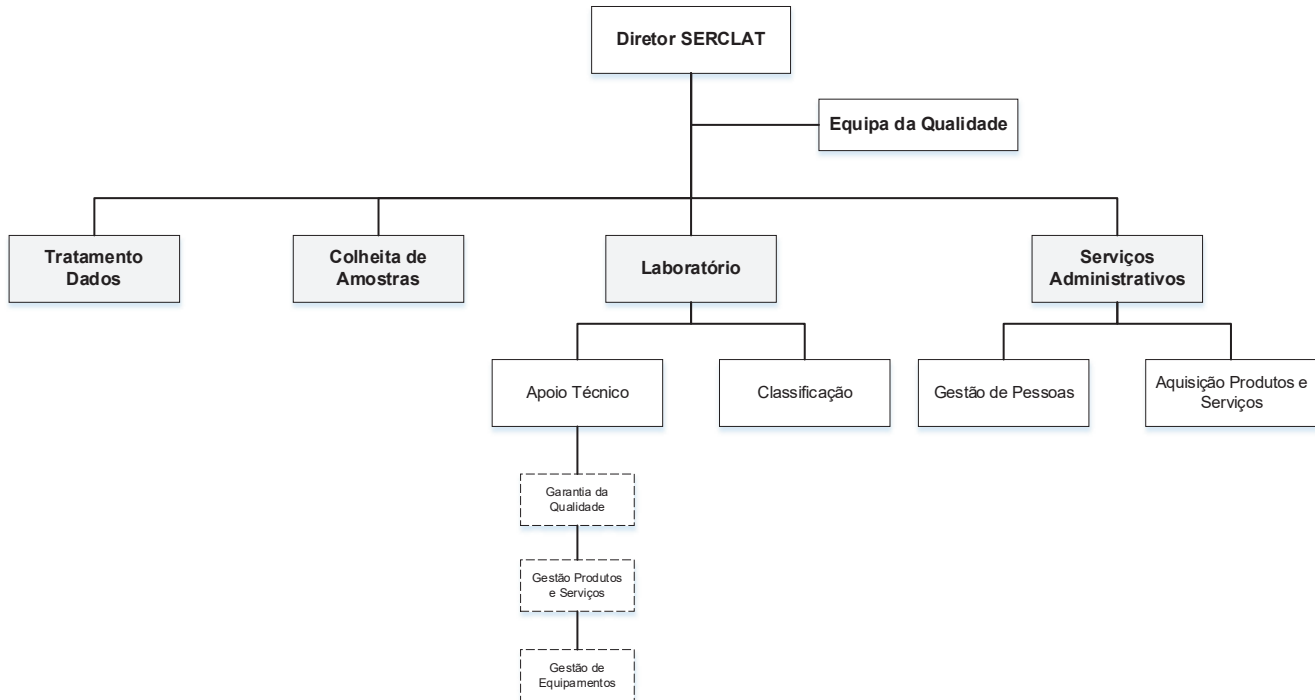 Diretor SERCLAT
Equipa da Qualidade
Tratamento
Dados
Colheita de
Amostras
Laboratório
Serviços
Administrativos
Apoio Técnico
Classificação
Gestão de Pessoas
Aquisição Produtos e
Serviços
Garantia da
Qualidade
Gestão Produtos
e Serviços
Gestão de
Equipamentos